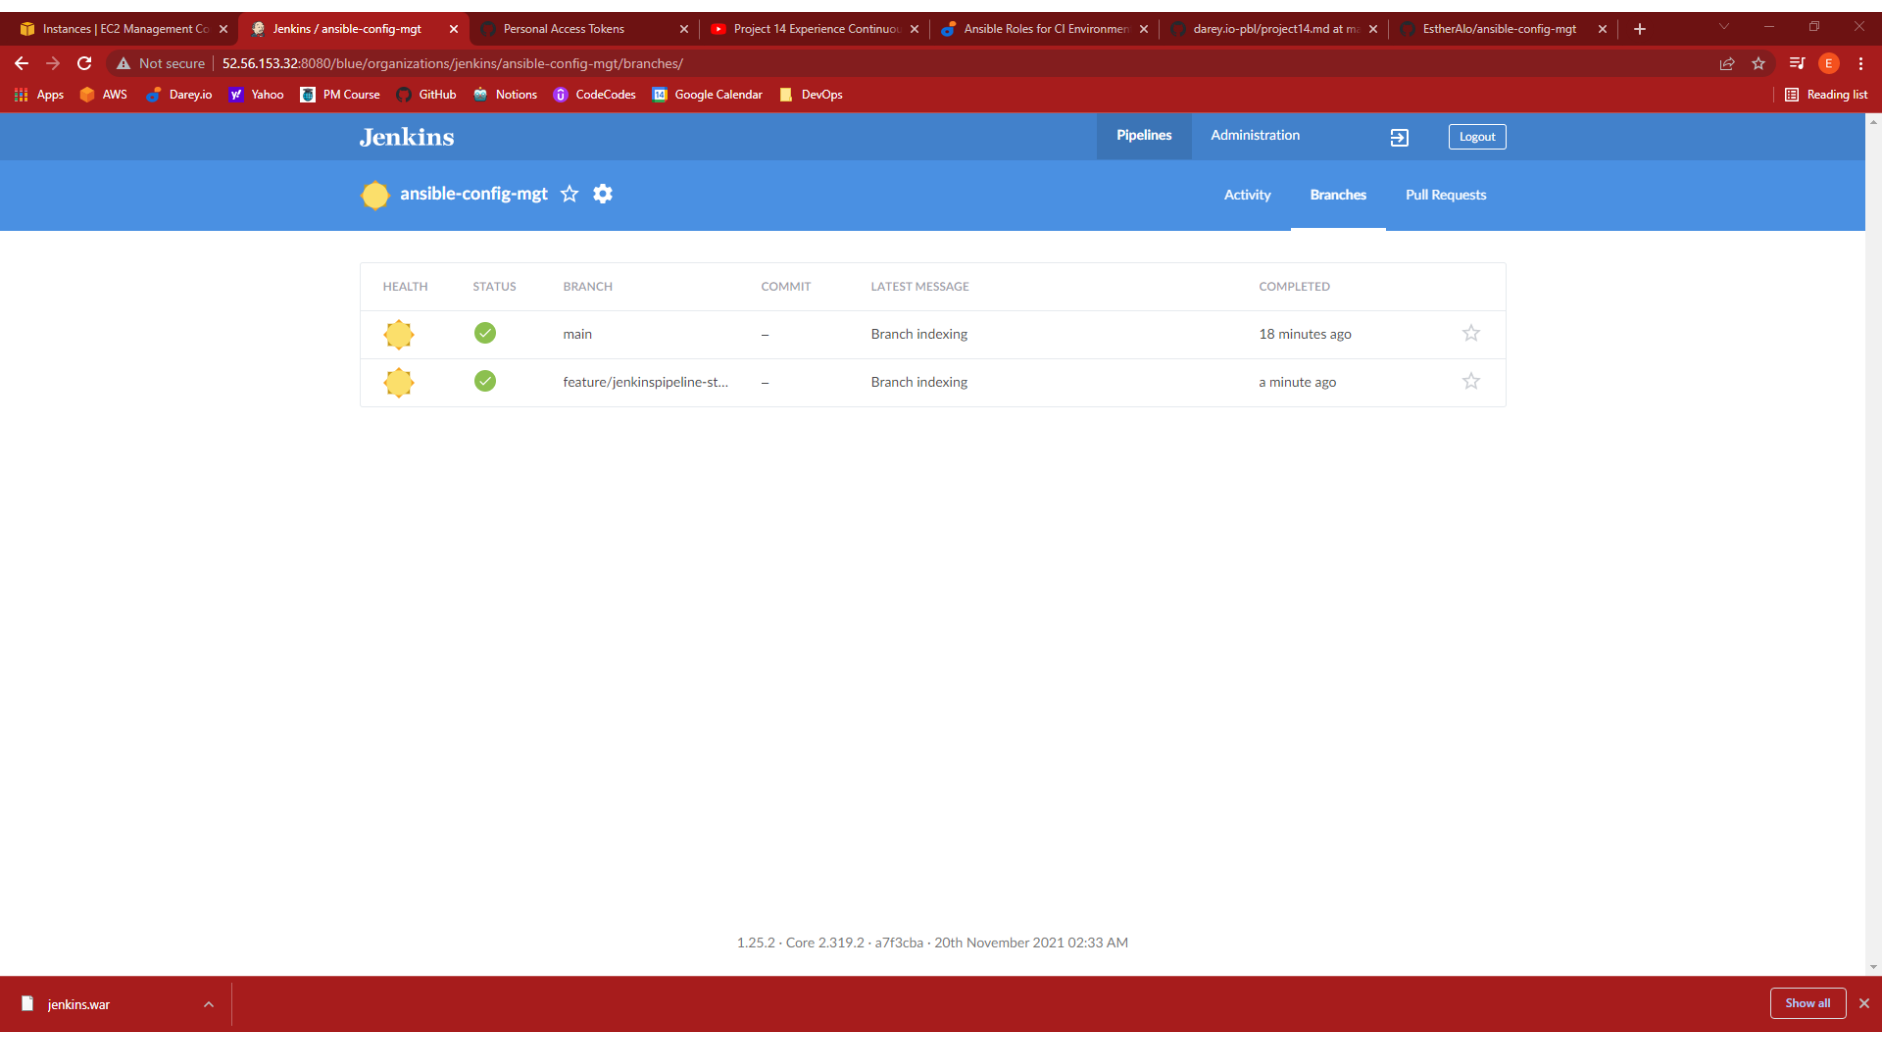 Instances | EC2 Management Co
Jenkins / ansible-config-mgt
Personal Access Tokens
Project 14 Experience Continuou
Ansible Roles for CI Environmen
darey.io-pbl/project14.md at ma
EstherAlo/ansible-config-mgt
Not secure | 52.56.153.32:8080/blue/organizations/jenkins/ansible-config-mgt/branches/
E
Apps AWS Darey.io Yahoo PM Course GitHub Notions CodeCodes Google Calendar DevOps Reading list
Jenkins Pipelines Administration Logout
ansible-config-mgt Activity Branches Pull Requests
HEALTH STATUS BRANCH COMMIT LATEST MESSAGE COMPLETED
main – Branch indexing 18 minutes ago
feature/jenkinspipeline-st... – Branch indexing a minute ago
1.25.2 · Core 2.319.2 · a7f3cba · 20th November 2021 02:33 AM
jenkins.war Show all